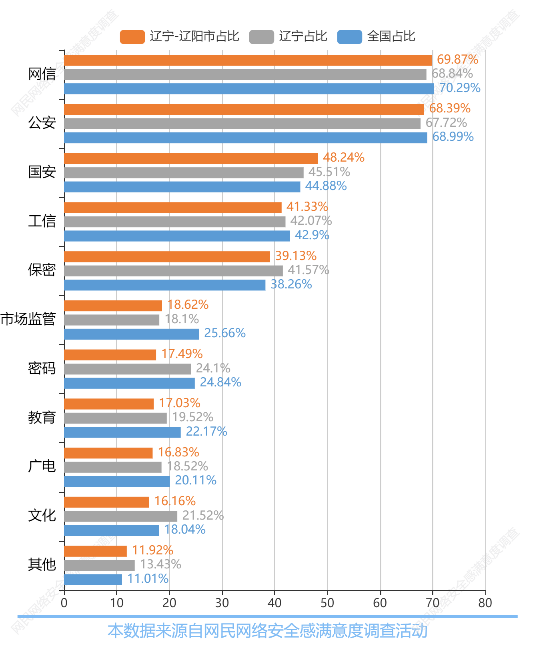 辽宁-辽阳市占比 辽宁占比 全国占比
网信 69.87% 68.84% 70.29%
公安 68.39% 67.72% 68.99%
国安 48.24% 45.51% 44.88%
工信 41.33% 42.07% 42.9%
保密 39.13% 41.57% 38.26%
市场监管 18.62% 18.1% 25.66%
密码 17.49% 24.1% 24.84%
教育 17.03% 19.52% 22.17%
广电 16.83% 18.52% 20.11%
文化 16.16% 21.52% 18.04%
其他 11.92% 13.43% 11.01%
0 10 20 30 40 50 60 70 80
本数据来源自网民网络安全感满意度调查活动